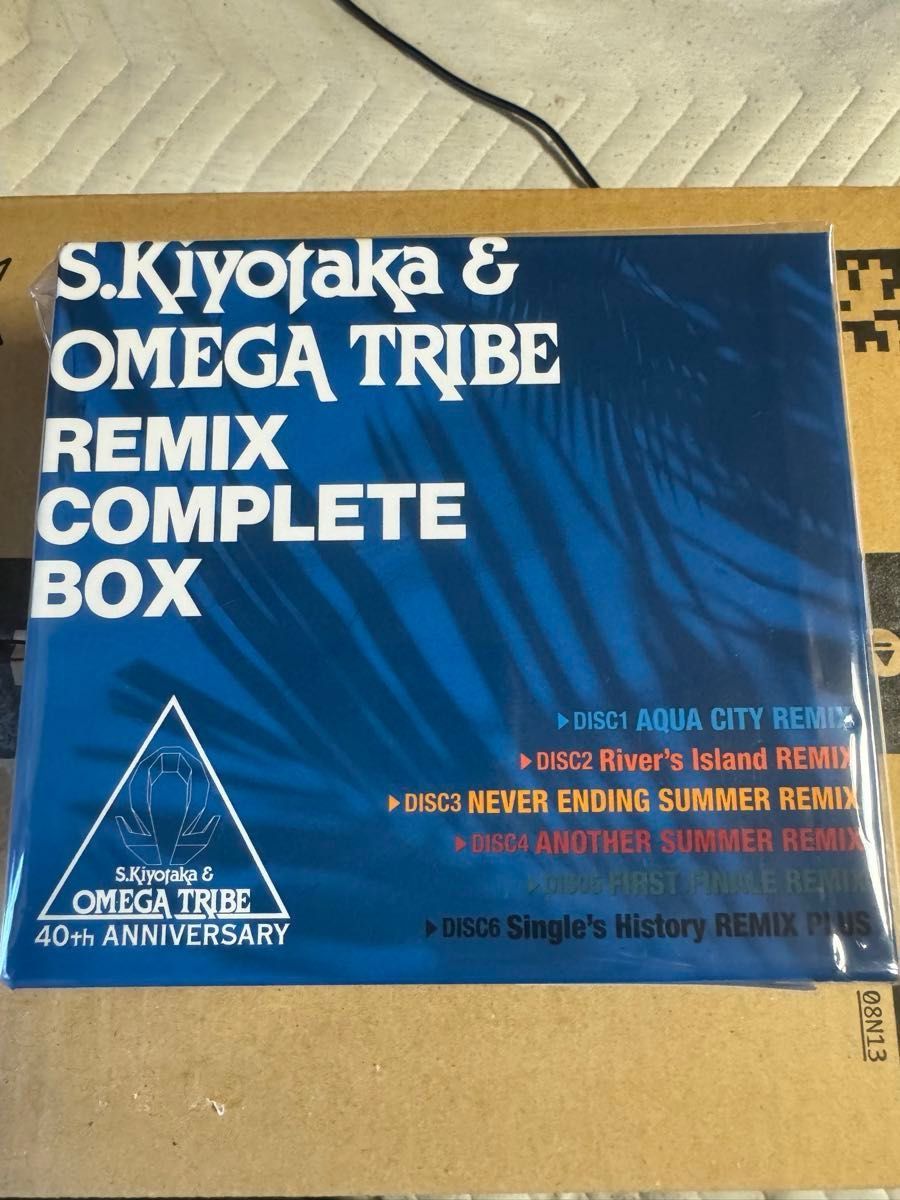 S.Kiyotaka &
OMEGA TRIBE
REMIX
COMPLETE
BOX
DISC1 AQUA CITY REMIX
DISC2 River's Island REMIX
DISC3 NEVER ENDING SUMMER REMIX
DISC4 ANOTHER SUMMER REMIX
DISC5 FIRST FINALE REMIX
DISC6 Single's History REMIX PLUS
S.Kiyotaka &
OMEGA TRIBE
40th ANNIVERSARY
08N13